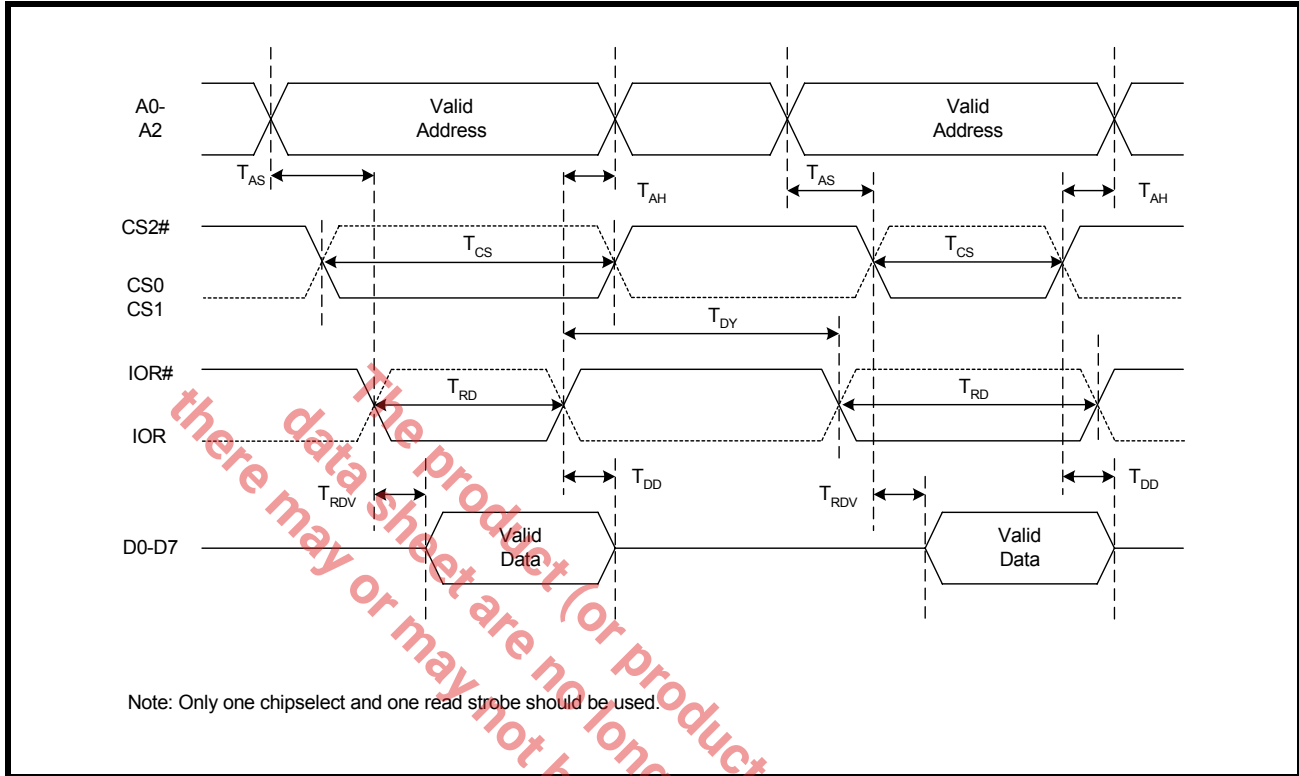 A0-
A2
Valid
Address
Valid
Address
TAS
TAH
TAS
TAH
CS2#
CS0
CS1
TCS
TCS
TDY
IOR#
IOR
TRD
TRD
TRDV
TDD
TRDV
TDD
D0-D7
Valid
Data
Valid
Data
Note: Only one chipselect and one read strobe should be used.
The product (or product
data sheet are no long
there may or may not b